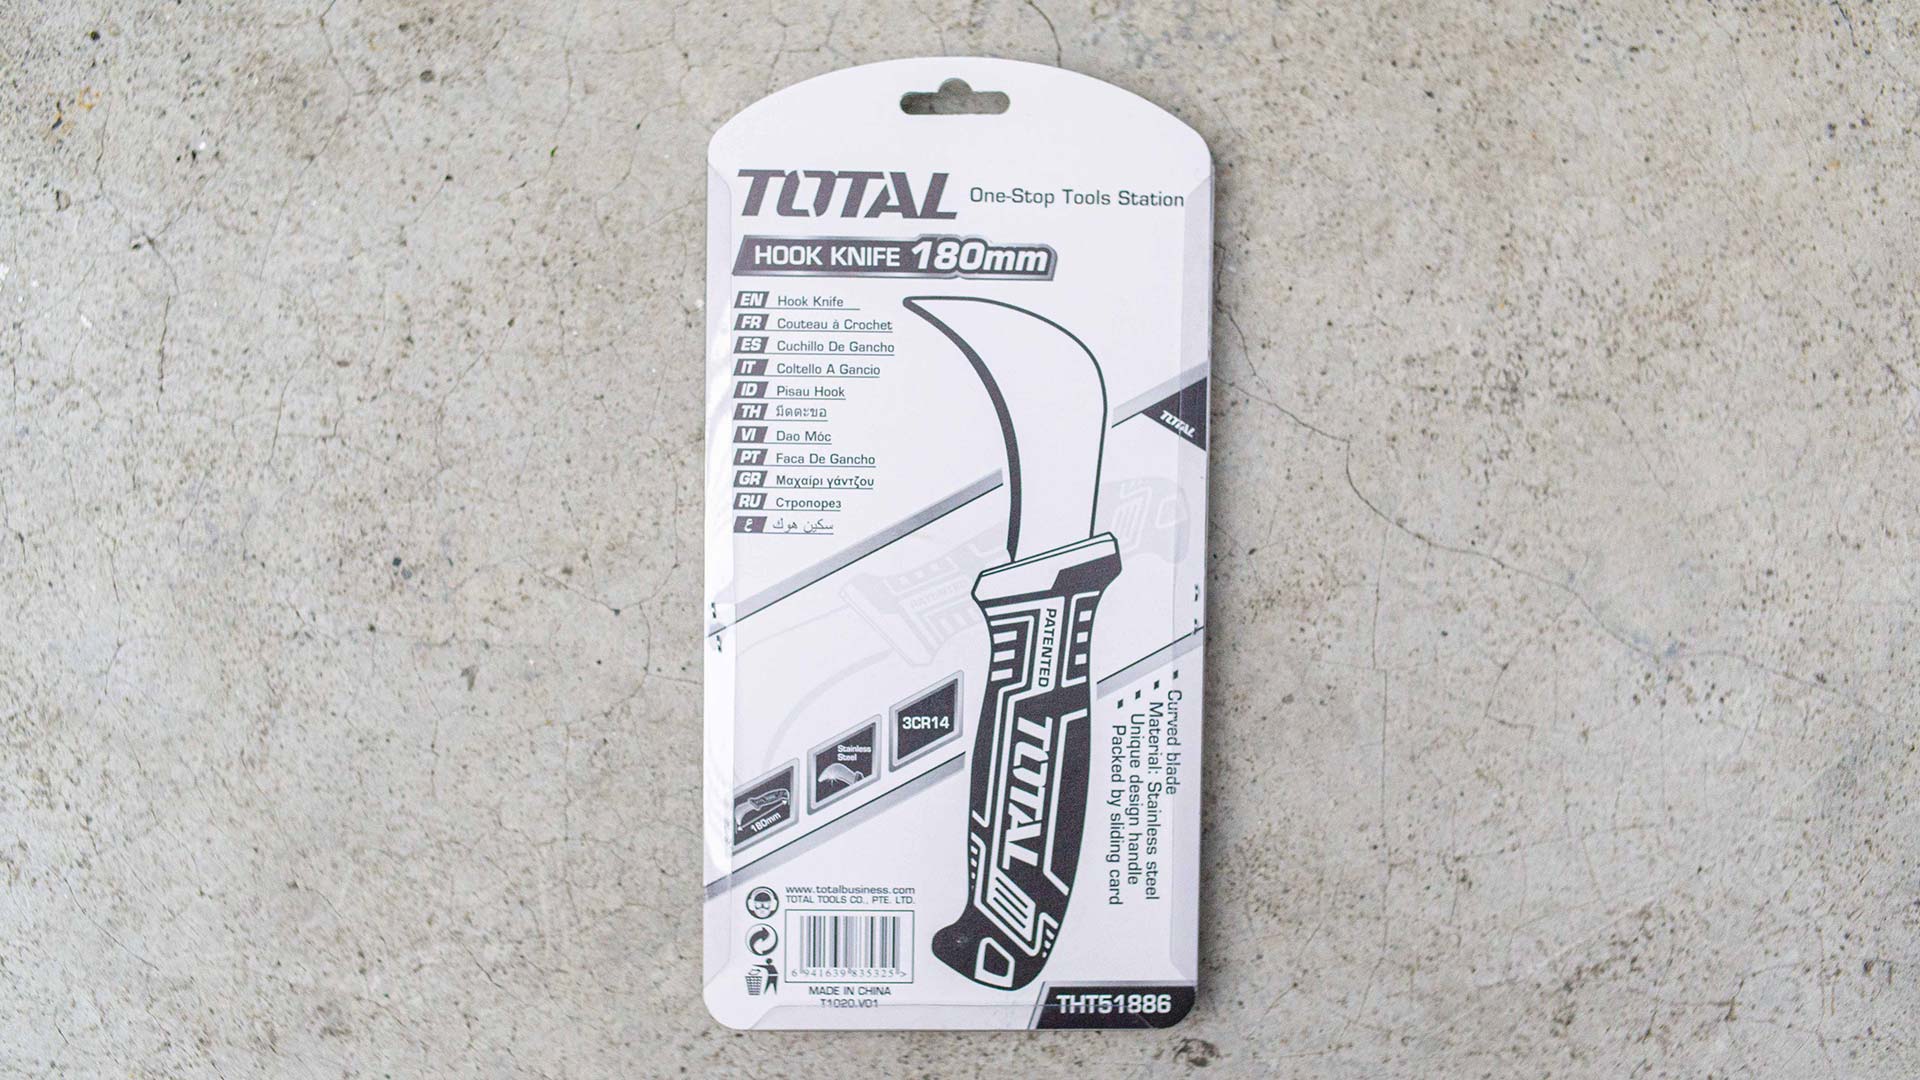 TOTAL One-Stop Tools Station
HOOK KNIFE 180mm
EN Hook Knife
FR Couteau à Crochet
ES Cuchillo De Gancho
IT Coltello A Gancio
ID Pisau Hook
TH มีดตะขอ
VI Dao Móc
PT Faca De Gancho
GR Μαχαίρι γάντζου
RU Стропорез
ع سكين هوك
TOTAL
PATENTED
TOTAL
3CR14
Stainless
Steel
180mm
Curved blade
Material: Stainless steel
Unique design handle
Packed by sliding card
www.totalbusiness.com
TOTAL TOOLS CO., PTE. LTD.
6 941639 835325 >
MADE IN CHINA
T1020.V01
THT51886